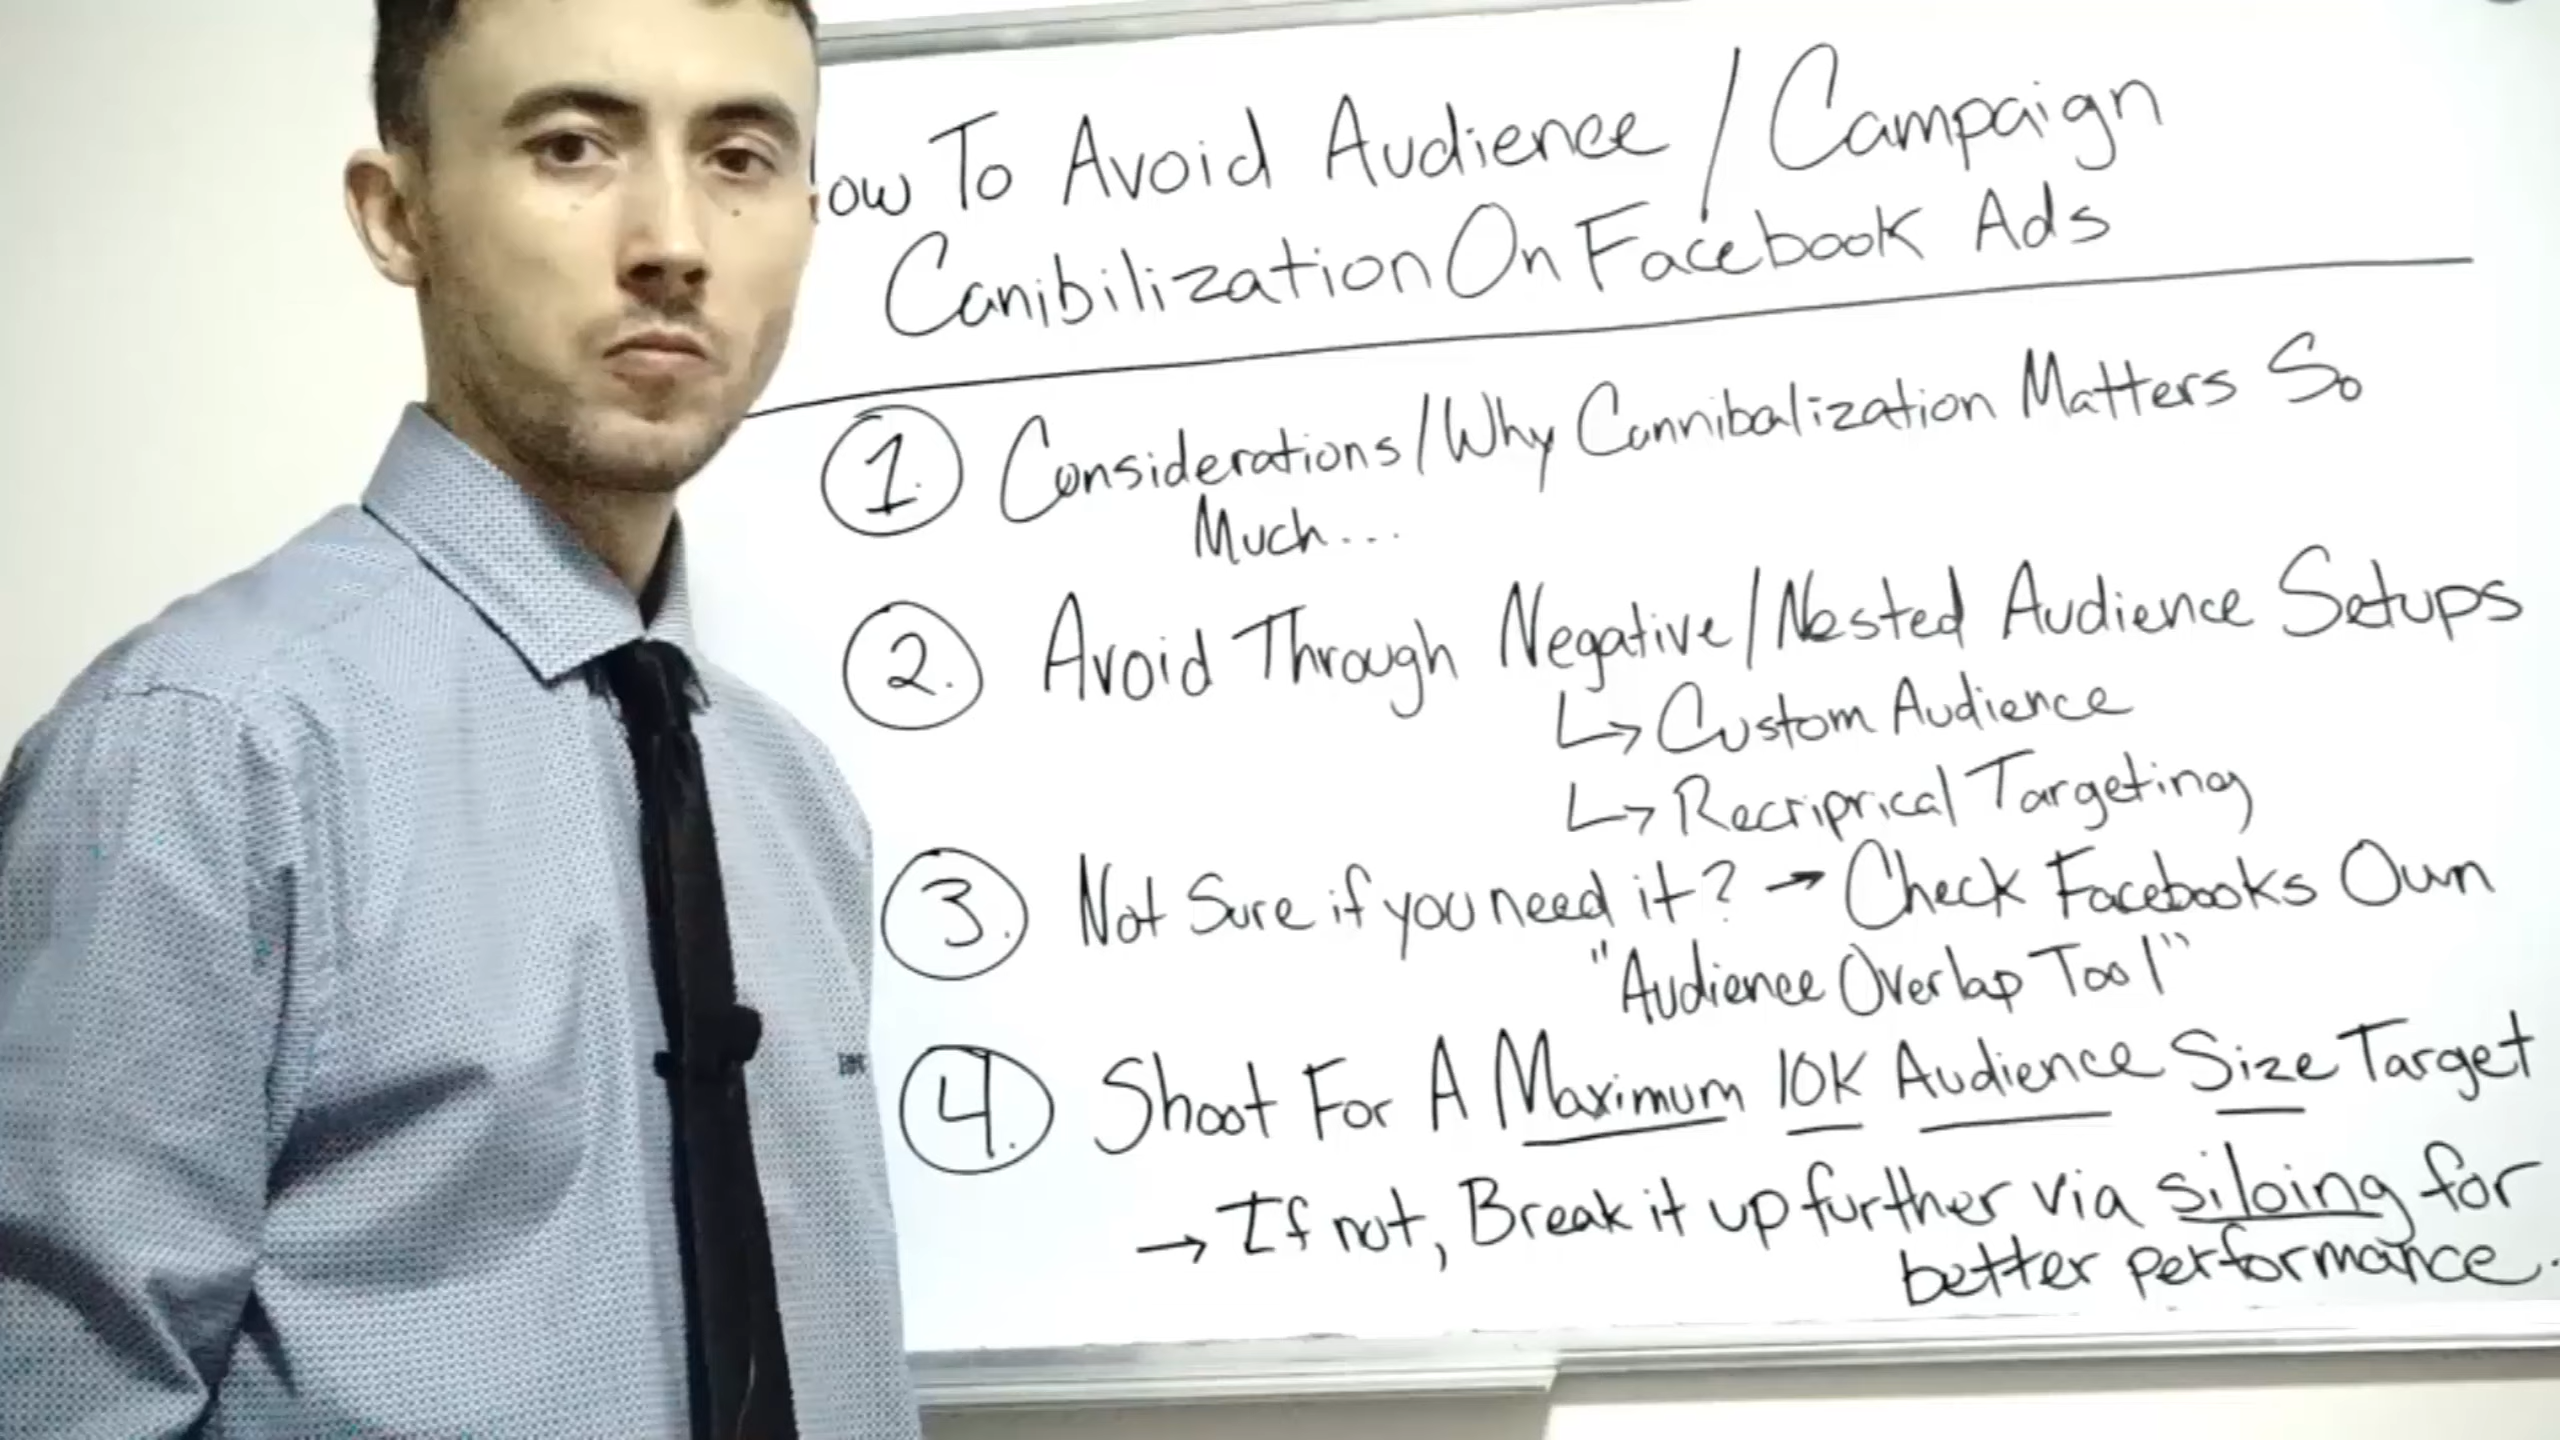 ow To Avoid Audience / Campaign
Canibilization On Facebook Ads
1. Considerations / Why Cannibalization Matters So
Much...
2. Avoid Through Negative / Nested Audience Setups
↳ Custom Audience
↳ Recriprical Targeting
3. Not Sure if you need it? → Check Facebooks Own
"Audience Overlap Tool"
4. Shoot For A Maximum 10K Audience Size Target
→ If not, Break it up further via siloing for
better performance.